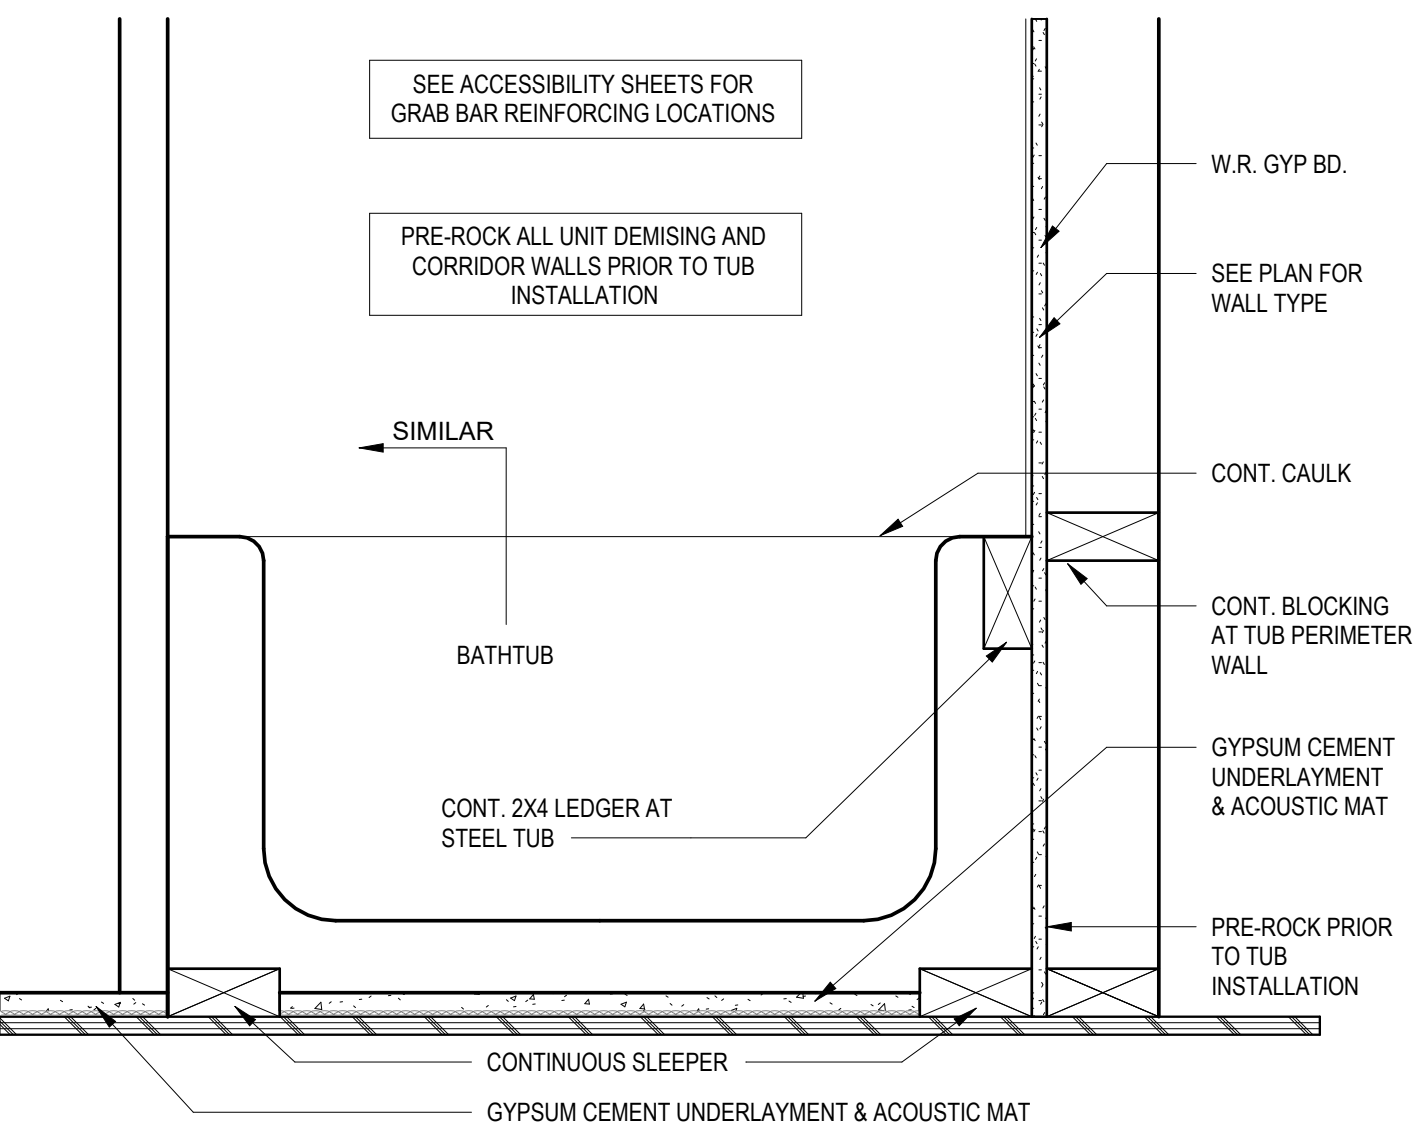 SEE ACCESSIBILITY SHEETS FOR
GRAB BAR REINFORCING LOCATIONS
PRE-ROCK ALL UNIT DEMISING AND
CORRIDOR WALLS PRIOR TO TUB
INSTALLATION
W.R. GYP BD.
SEE PLAN FOR
WALL TYPE
SIMILAR
CONT. CAULK
BATHTUB
CONT. BLOCKING
AT TUB PERIMETER
WALL
CONT. 2X4 LEDGER AT
STEEL TUB
GYPSUM CEMENT
UNDERLAYMENT
& ACOUSTIC MAT
PRE-ROCK PRIOR
TO TUB
INSTALLATION
CONTINUOUS SLEEPER
GYPSUM CEMENT UNDERLAYMENT & ACOUSTIC MAT